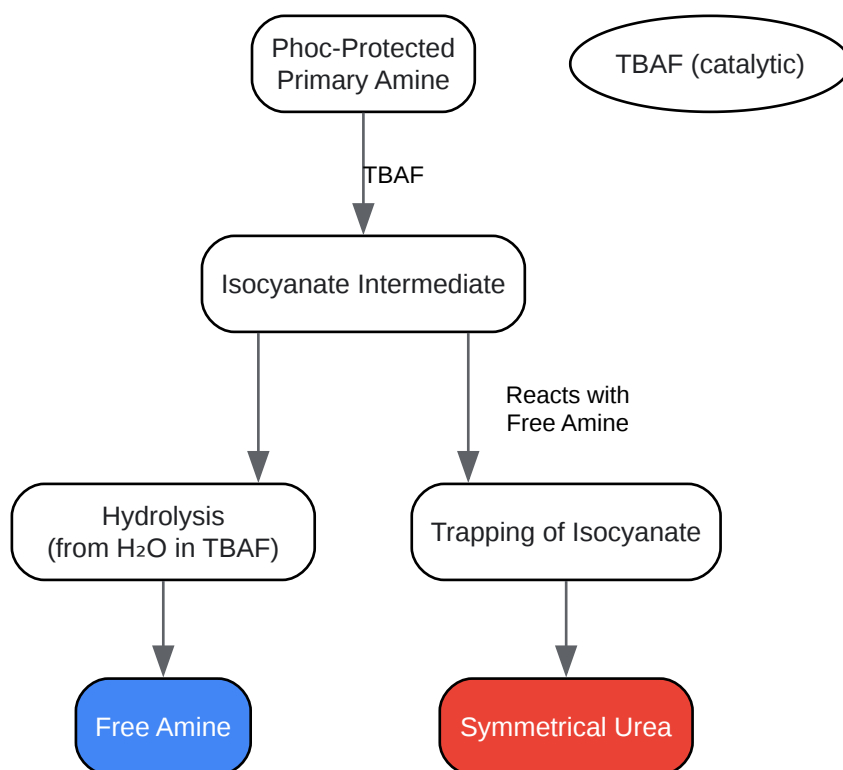 Phoc-Protected
Primary Amine
TBAF (catalytic)
TBAF
Isocyanate Intermediate
Reacts with
Free Amine
Hydrolysis
(from H₂O in TBAF)
Trapping of Isocyanate
Free Amine
Symmetrical Urea